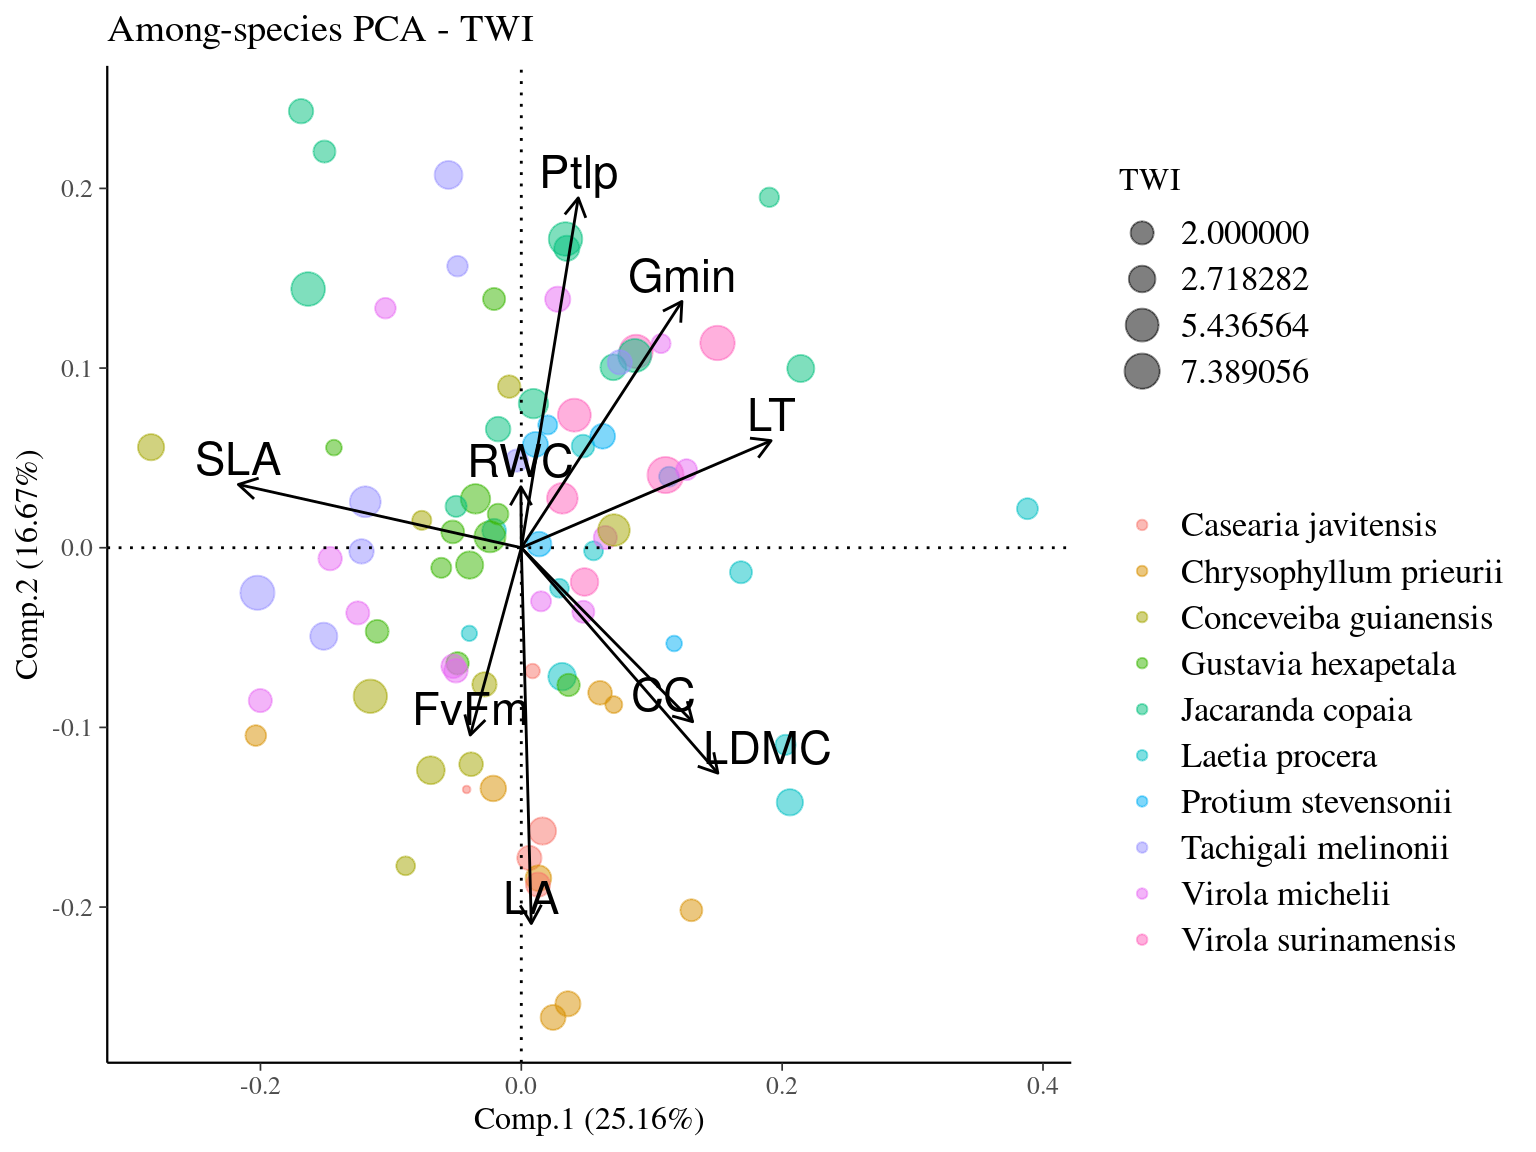 Among-species PCA - TWI
Comp.2 (16.67%)
0.2
0.1
0.0
-0.1
-0.2
Ptlp
Gmin
LT
SLA
RWC
FvFm
CC
LDMC
LA
-0.2
0.0
0.2
0.4
Comp.1 (25.16%)
TWI
2.000000
2.718282
5.436564
7.389056
Casearia javitensis
Chrysophyllum prieurii
Conceveiba guianensis
Gustavia hexapetala
Jacaranda copaia
Laetia procera
Protium stevensonii
Tachigali melinonii
Virola michelii
Virola surinamensis